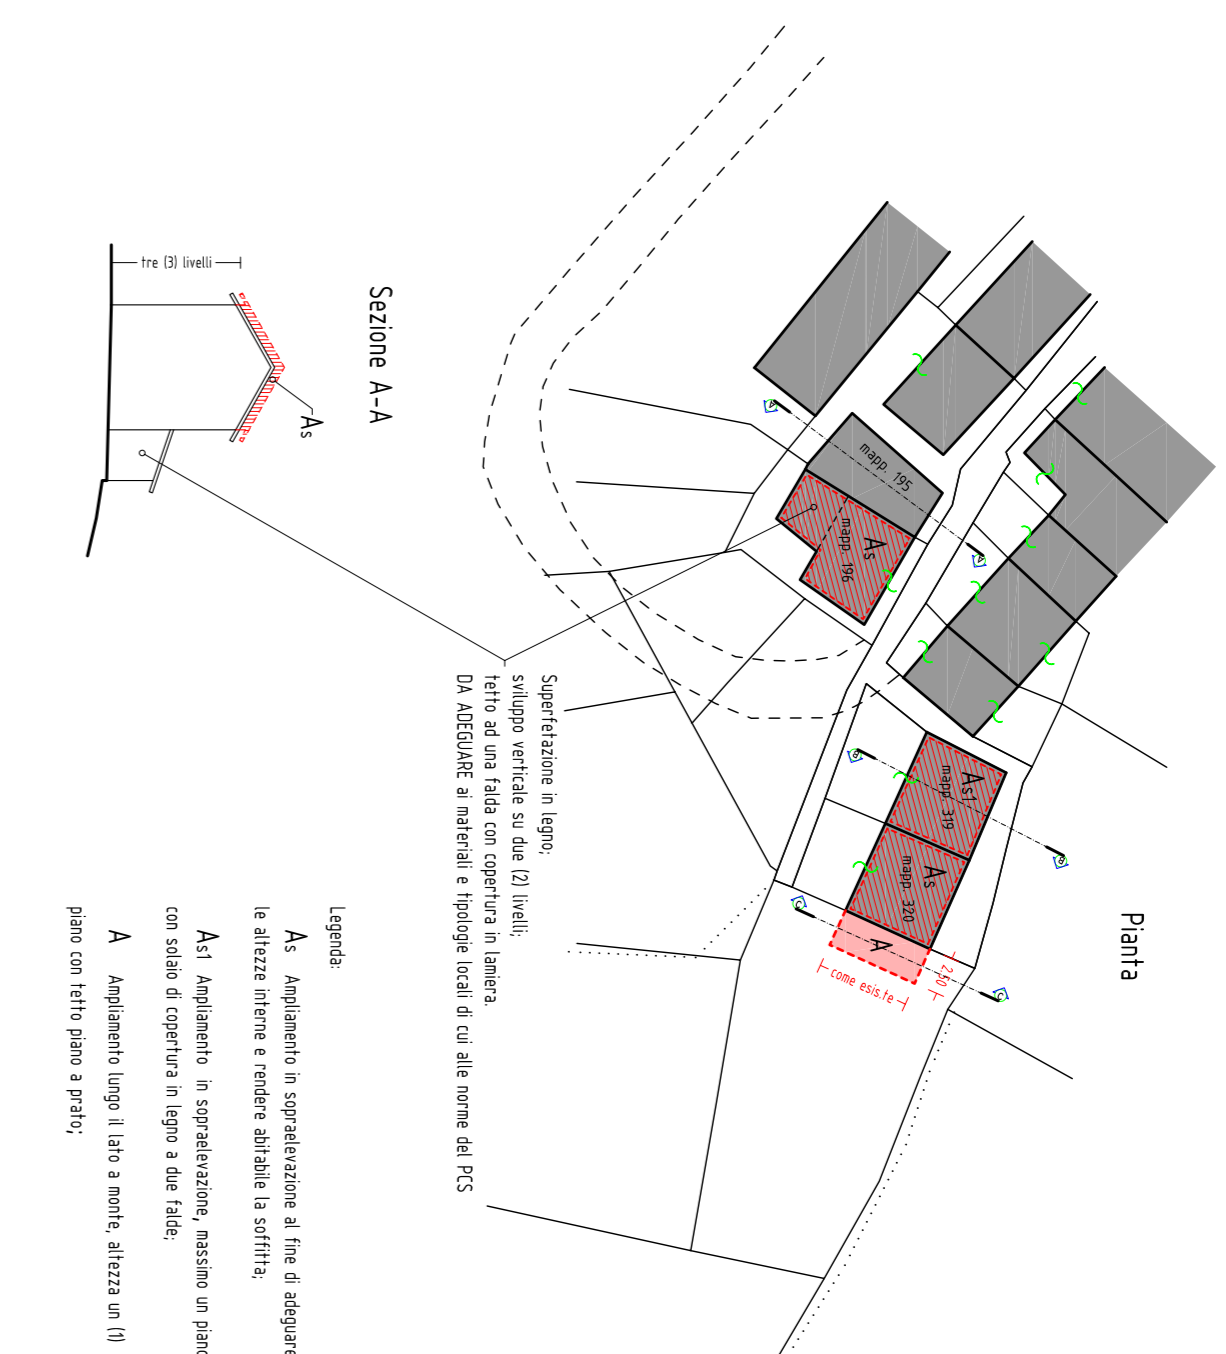 Pianta
mapp. 195
As
mapp. 196
As1
mapp. 319
As
mapp. 320
A
2.50
come esis.te
A
A
B
B
C
C
Sezione A-A
tre (3) livelli
As
Superfetazione in legno;
sviluppo verticale su due (2) livelli;
tetto ad una falda con copertura in lamiera.
DA ADEGUARE ai materiali e tipologie locali di cui alle norme del PCS
Legenda:
As Ampliamento in sopraelevazione al fine di adeguare
le altezze interne e rendere abitabile la soffitta;
As1 Ampliamento in sopraelevazione, massimo un piano
con solaio di copertura in legno a due falde;
A Ampliamento lungo il lato a monte, altezza un (1)
piano con tetto piano a prato;